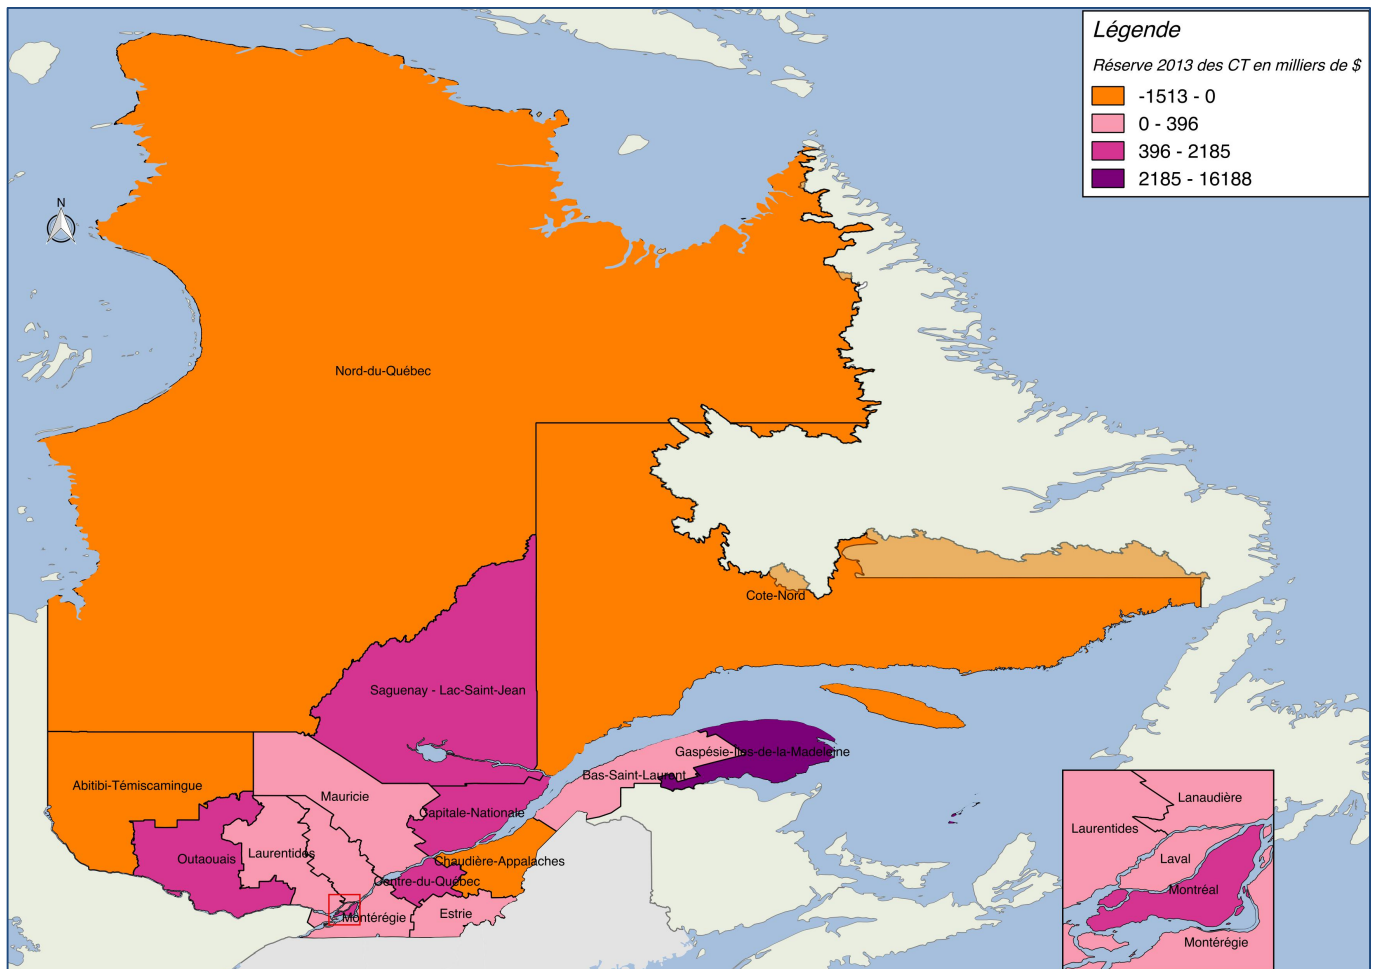 Légende
Réserve 2013 des CT en milliers de $
-1513 - 0
0 - 396
396 - 2185
2185 - 16188
N
Nord-du-Québec
Cote-Nord
Saguenay - Lac-Saint-Jean
Gaspésie-Iles-de-la-Madeleine
Bas-Saint-Laurent
Abitibi-Témiscamingue
Mauricie
Capitale-Nationale
Outaouais
Laurentides
Chaudière-Appalaches
Centre-du-Québec
Montérégie
Estrie
Lanaudière
Laurentides
Laval
Montréal
Montérégie